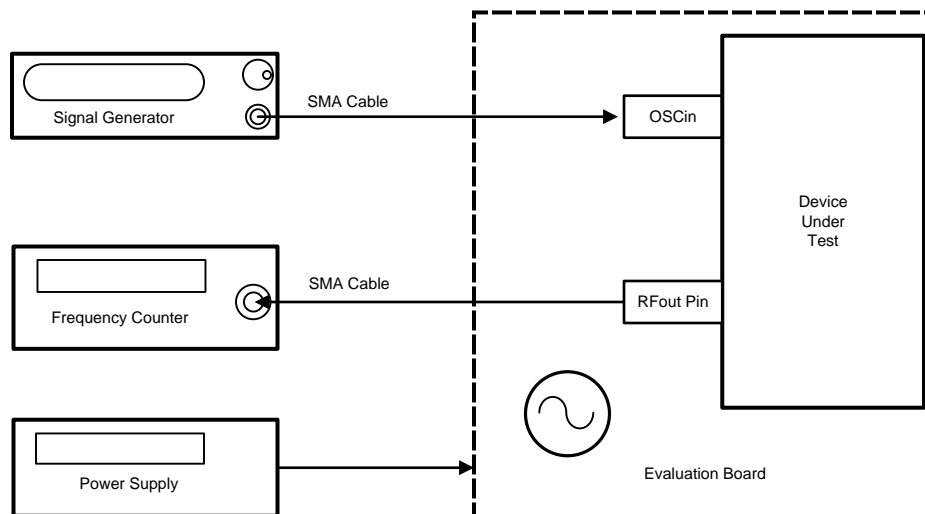 SMA Cable
Signal Generator
OSCin
Device
Under
Test
SMA Cable
Frequency Counter
RFout Pin
Power Supply
Evaluation Board